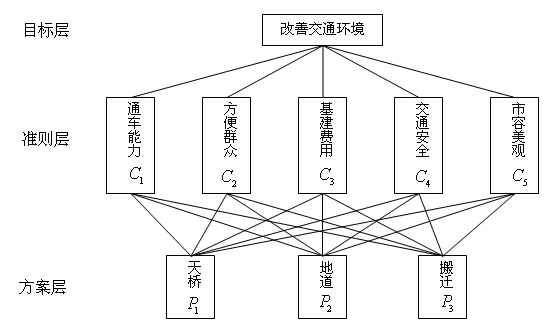 目标层
改善交通环境
准则层
通车能力 C1
方便群众 C2
基建费用 C3
交通安全 C4
市容美观 C5
方案层
天桥 P1
地道 P2
搬迁 P3